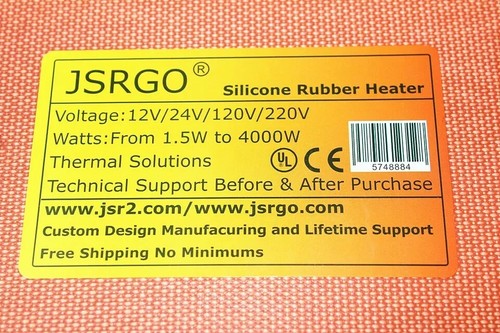 JSRGO®
Silicone Rubber Heater
Voltage:12V/24V/120V/220V
Watts:From 1.5W to 4000W
Thermal Solutions
UL CE
5748884
Technical Support Before & After Purchase
www.jsr2.com/www.jsrgo.com
Custom Design Manufacuring and Lifetime Support
Free Shipping No Minimums